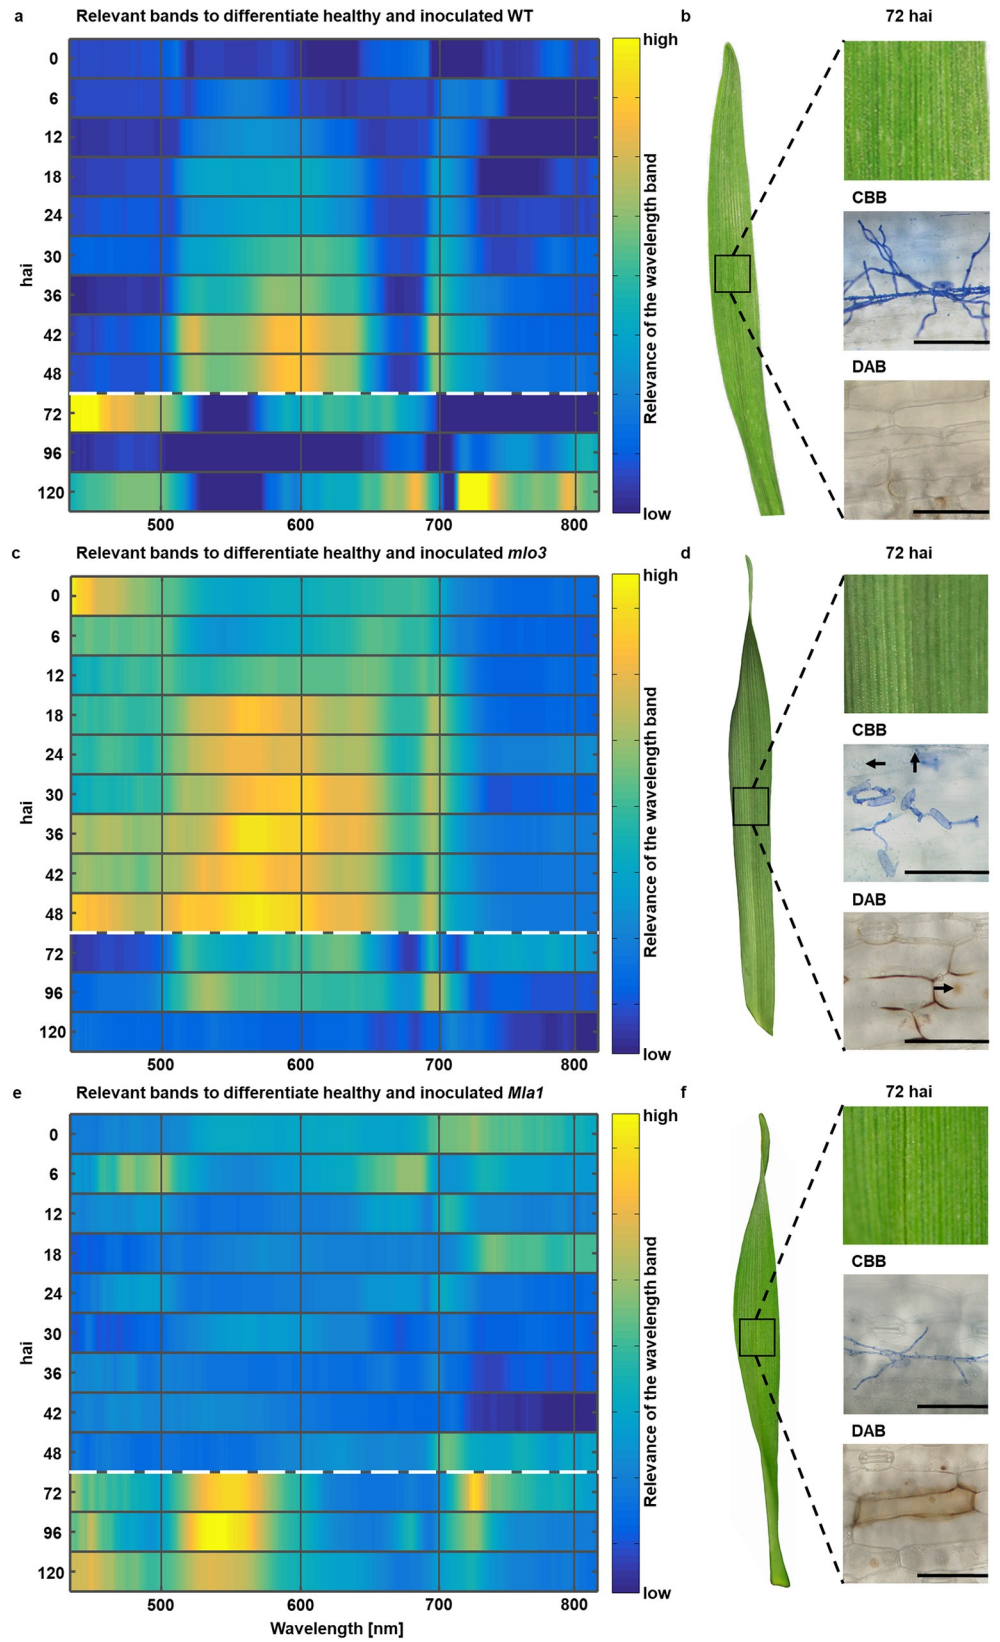 a Relevant bands to differentiate healthy and inoculated WT
high
0
6
12
18
24
30
36
42
48
72
96
120
hai
500 600 700 800
low
Relevance of the wavelength band
b 72 hai
CBB
DAB
c Relevant bands to differentiate healthy and inoculated mlo3
high
0
6
12
18
24
30
36
42
48
72
96
120
hai
500 600 700 800
low
Relevance of the wavelength band
d 72 hai
CBB
DAB
e Relevant bands to differentiate healthy and inoculated Mla1
high
0
6
12
18
24
30
36
42
48
72
96
120
hai
500 600 700 800
Wavelength [nm]
low
Relevance of the wavelength band
f 72 hai
CBB
DAB